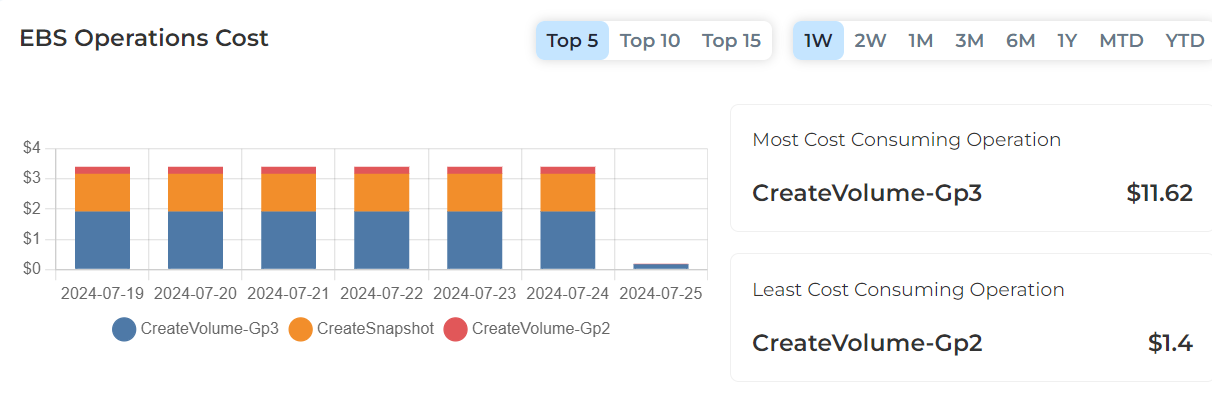 EBS Operations Cost
Top 5 Top 10 Top 15
1W 2W 1M 3M 6M 1Y MTD YTD
$4
$3
$2
$1
$0
2024-07-19 2024-07-20 2024-07-21 2024-07-22 2024-07-23 2024-07-24 2024-07-25
CreateVolume-Gp3 CreateSnapshot CreateVolume-Gp2
Most Cost Consuming Operation
CreateVolume-Gp3 $11.62
Least Cost Consuming Operation
CreateVolume-Gp2 $1.4